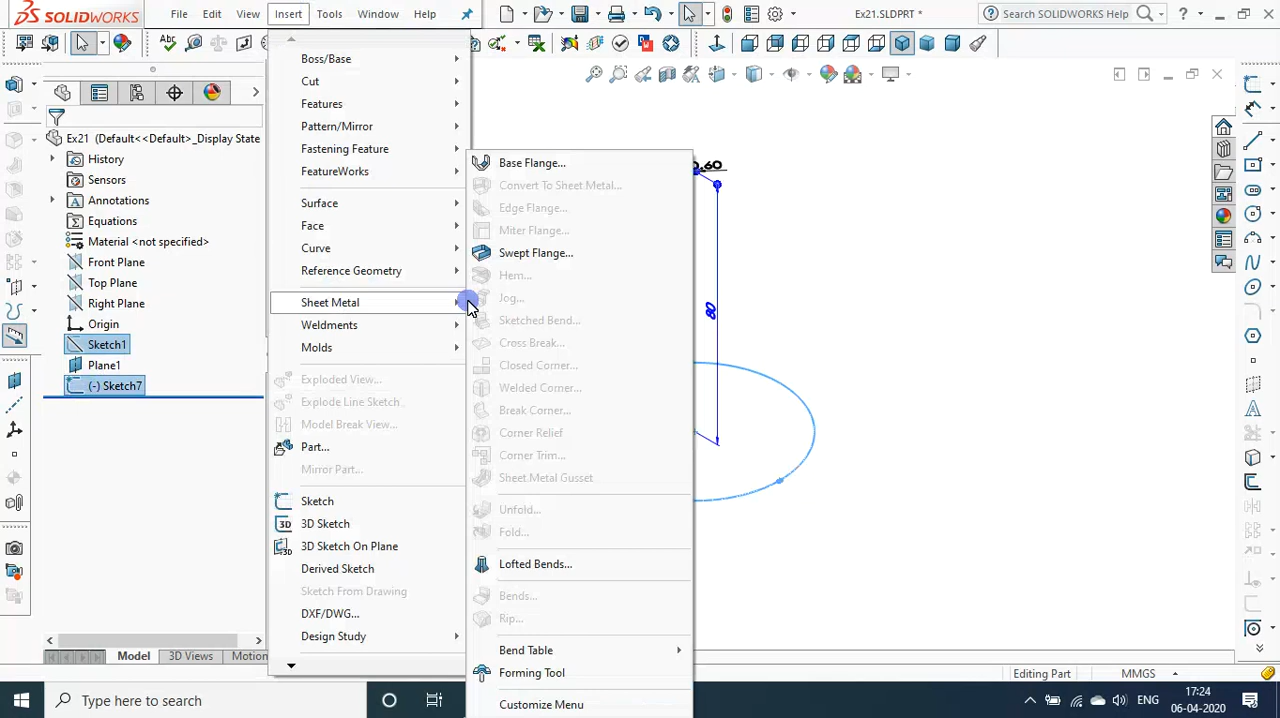 SOLIDWORKS
File
Edit
View
Insert
Tools
Window
Help
Ex21.SLDPRT *
Search SOLIDWORKS Help
?
Boss/Base
Cut
Features
Pattern/Mirror
Fastening Feature
FeatureWorks
Surface
Face
Curve
Reference Geometry
Sheet Metal
Weldments
Molds
Exploded View...
Explode Line Sketch
Model Break View...
Part...
Mirror Part...
Sketch
3D Sketch
3D Sketch On Plane
Derived Sketch
Sketch From Drawing
DXF/DWG...
Design Study
Base Flange...
Convert To Sheet Metal...
Edge Flange...
Miter Flange...
Swept Flange...
Hem...
Jog...
Sketched Bend...
Cross Break...
Closed Corner...
Welded Corner...
Break Corner...
Corner Relief
Corner Trim...
Sheet Metal Gusset
Unfold...
Fold...
Lofted Bends...
Bends...
Rip...
Bend Table
Forming Tool
Customize Menu
Ex21 (Default<<Default>_Display State
History
Sensors
Annotations
Equations
Material <not specified>
Front Plane
Top Plane
Right Plane
Origin
Sketch1
Plane1
(-) Sketch7
0.60
80
Model
3D Views
Motion
Editing Part
MMGS
Type here to search
ENG
17:24
06-04-2020